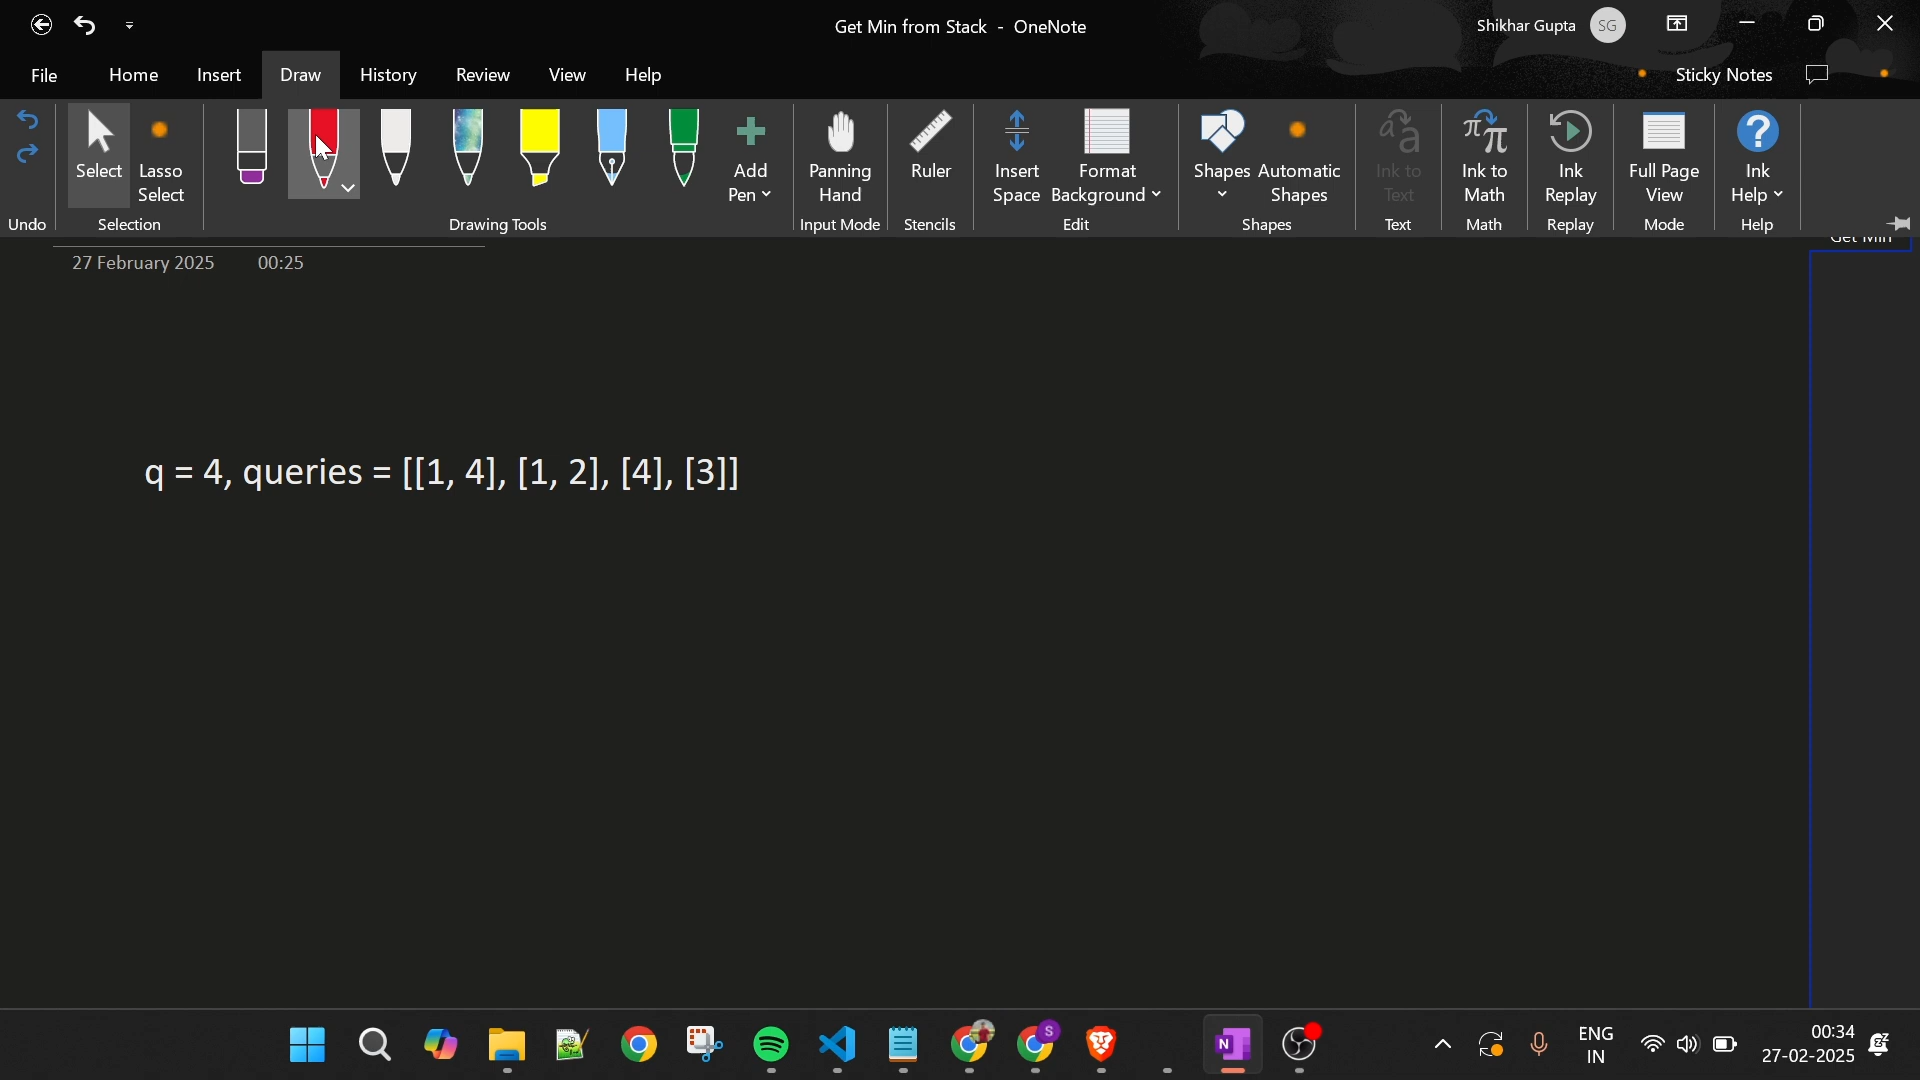 Get Min from Stack - OneNote
Shikhar Gupta SG
File Home Insert Draw History Review View Help
Sticky Notes
Select
Lasso Select
Add Pen
Panning Hand
Ruler
Insert Space
Format Background
Shapes
Automatic Shapes
Ink to Text
Ink to Math
Ink Replay
Full Page View
Ink Help
Undo Selection Drawing Tools Input Mode Stencils Edit Shapes Text Math Replay Mode Help
Get Min
27 February 2025 00:25
q = 4, queries = [[1, 4], [1, 2], [4], [3]]
S
N
ENG
IN
00:34
27-02-2025